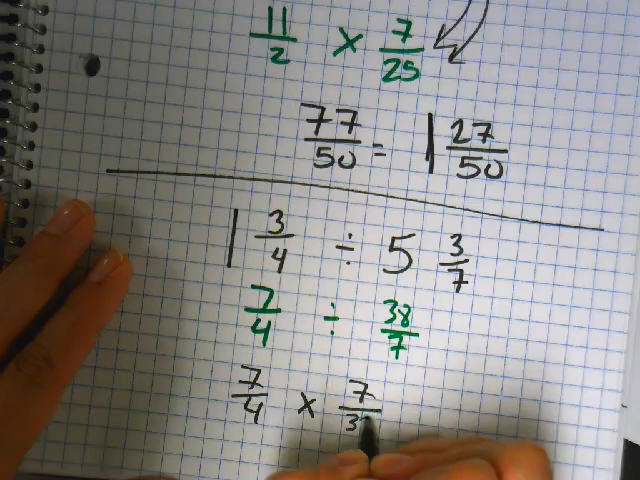 11/2 × 7/25
77/50 = 1 27/50
1 3/4 ÷ 5 3/7
7/4 ÷ 38/7
7/4 × 7/3